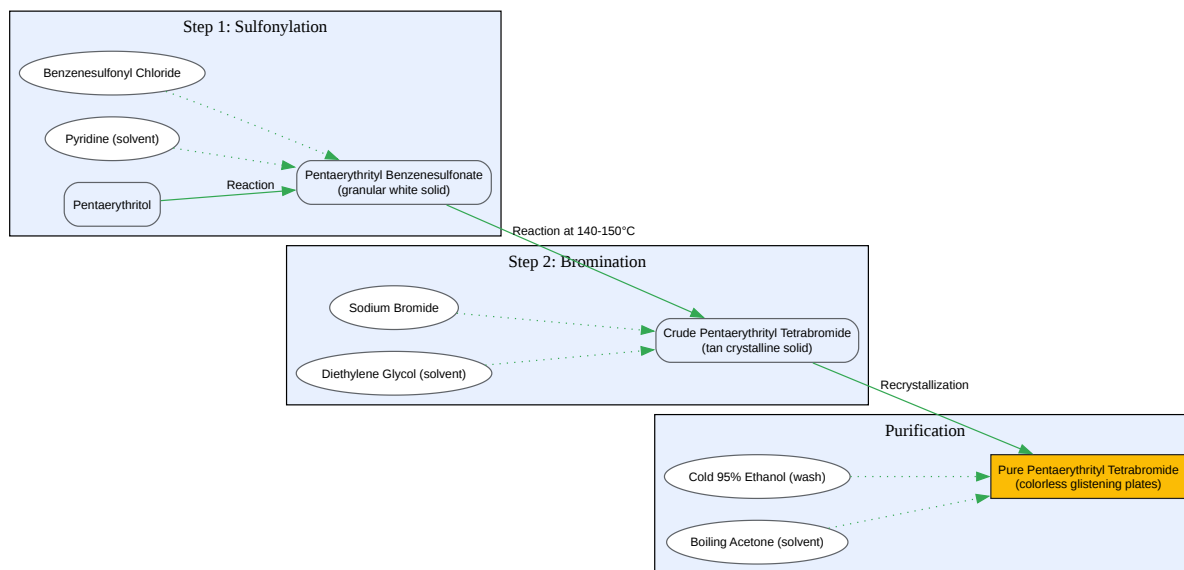 Step 1: Sulfonylation
Benzenesulfonyl Chloride
Pyridine (solvent)
Pentaerythritol
Reaction
Pentaerythrityl Benzenesulfonate
(granular white solid)
Reaction at 140-150°C
Step 2: Bromination
Sodium Bromide
Diethylene Glycol (solvent)
Crude Pentaerythrityl Tetrabromide
(tan crystalline solid)
Recrystallization
Purification
Cold 95% Ethanol (wash)
Boiling Acetone (solvent)
Pure Pentaerythrityl Tetrabromide
(colorless glistening plates)